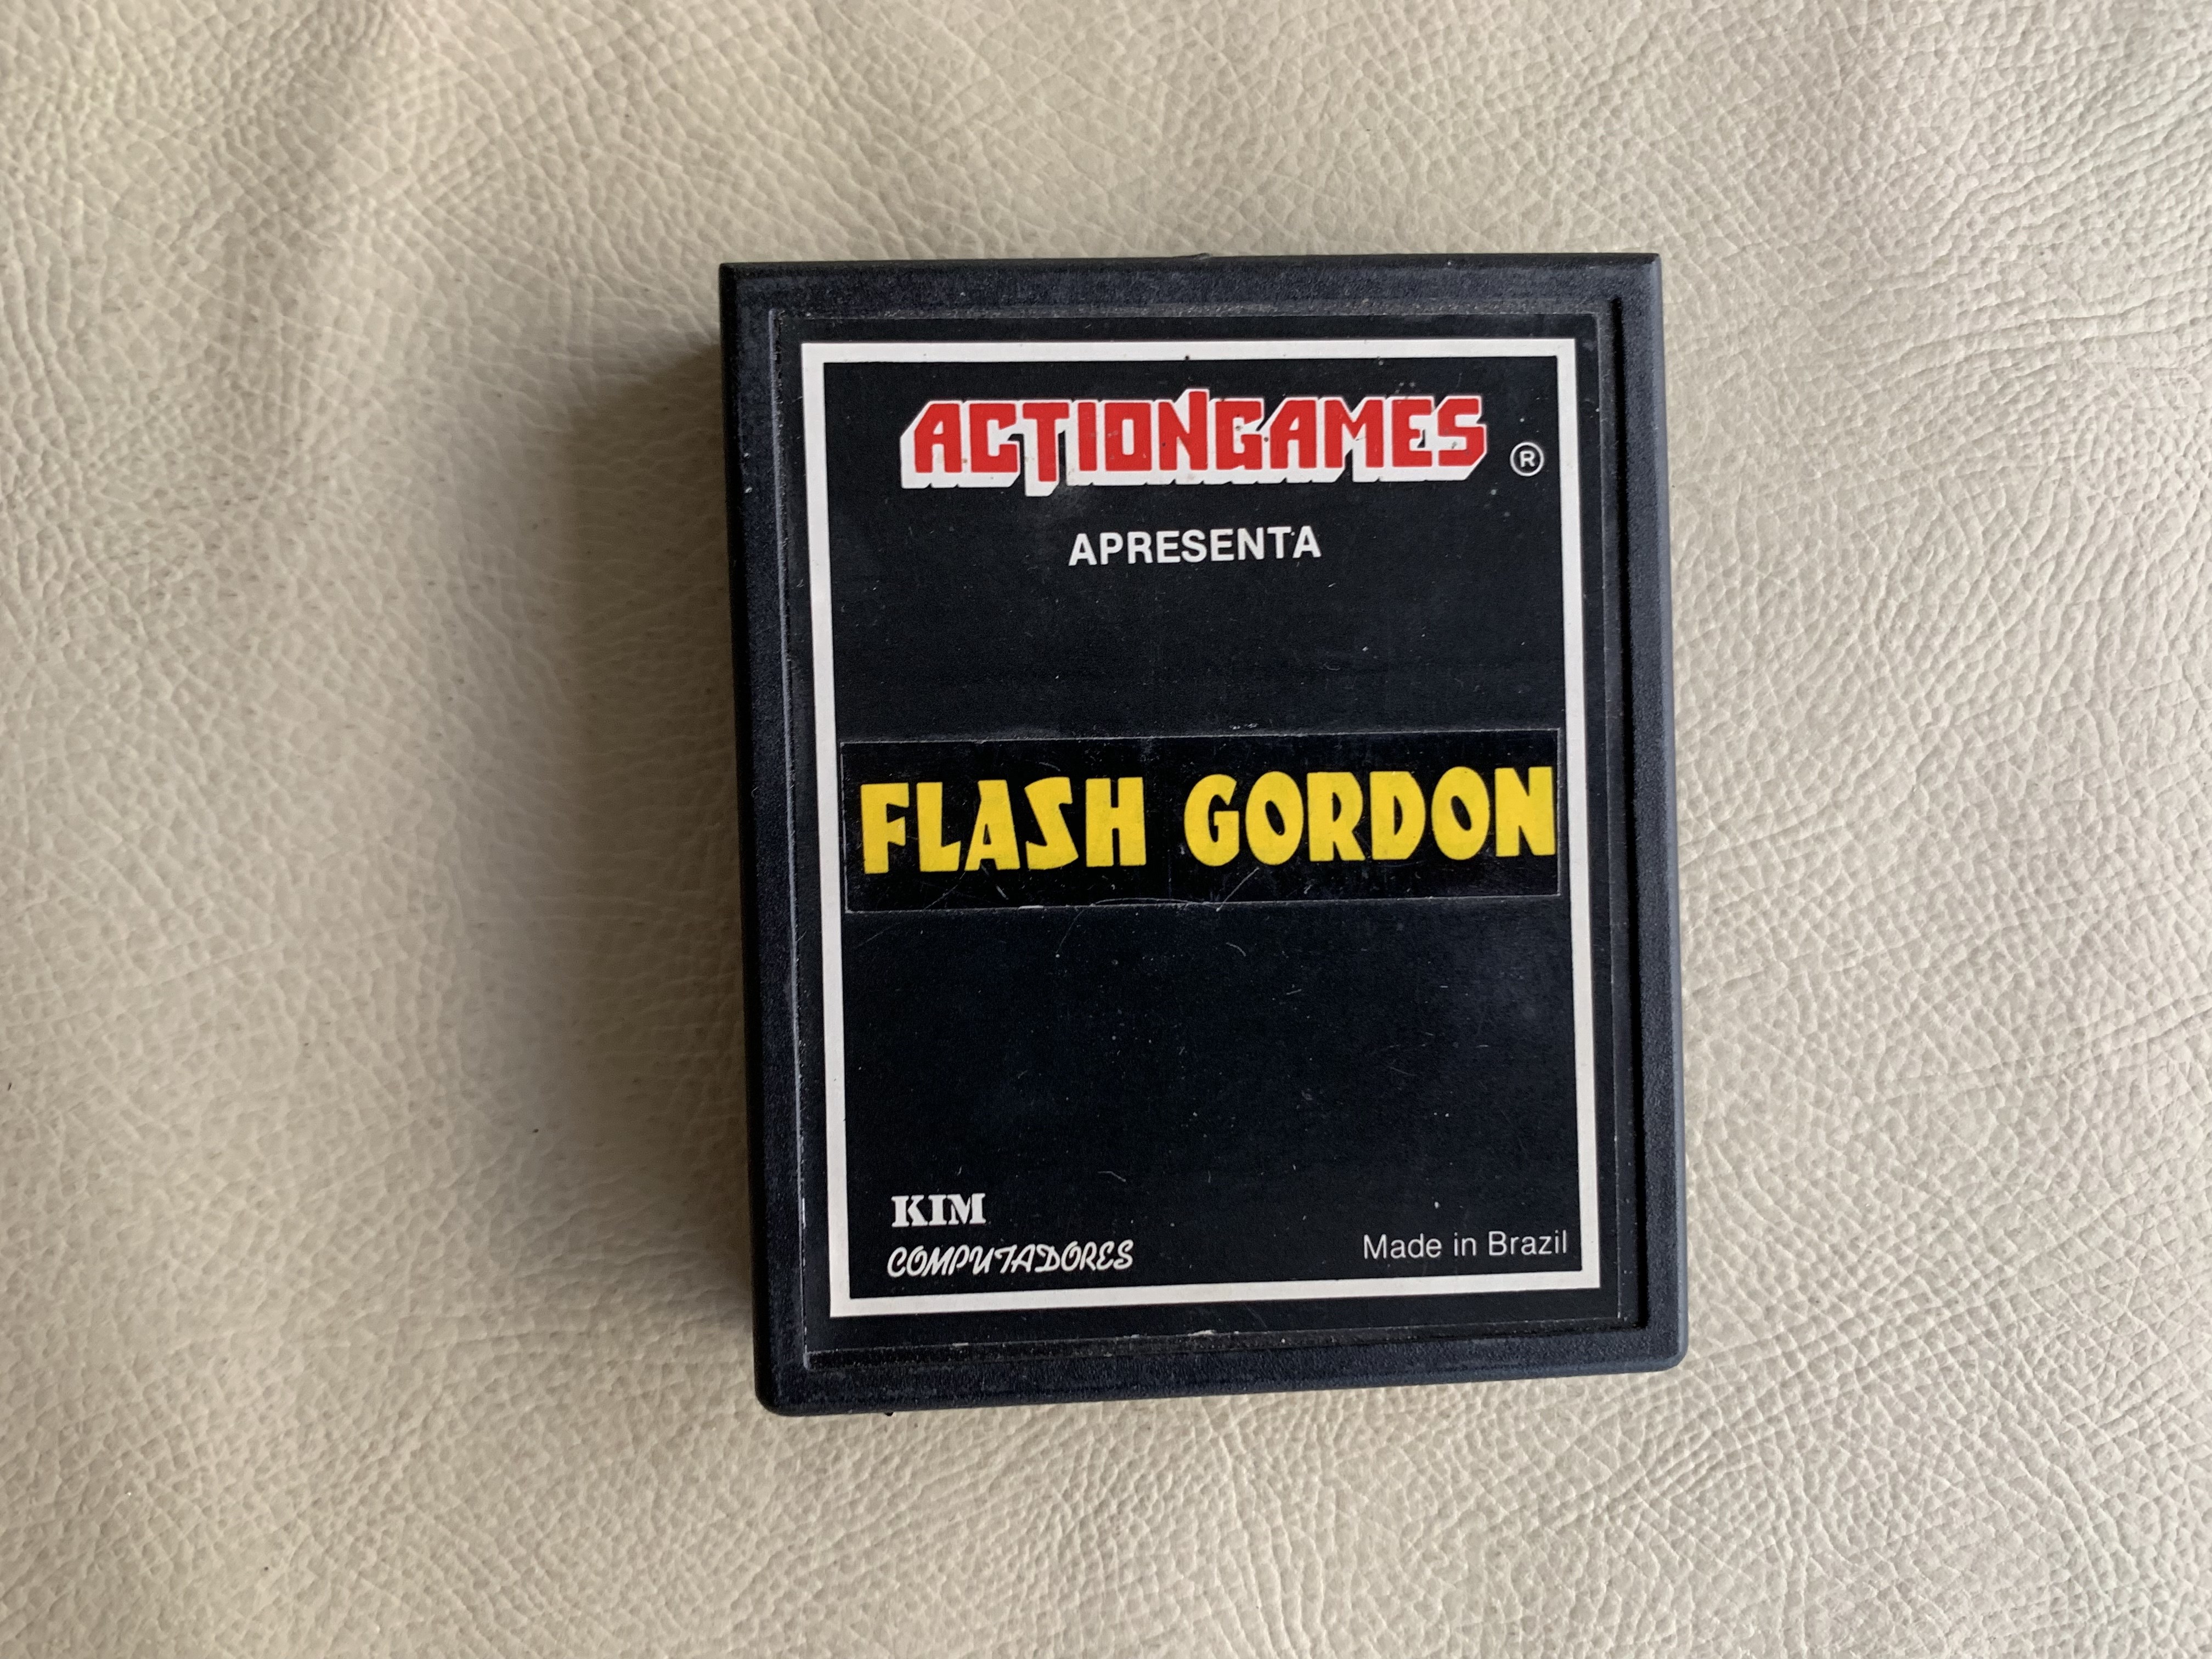 ACTIONGAMES ®
APRESENTA
FLASH GORDON
KIM
COMPUTADORES
Made in Brazil